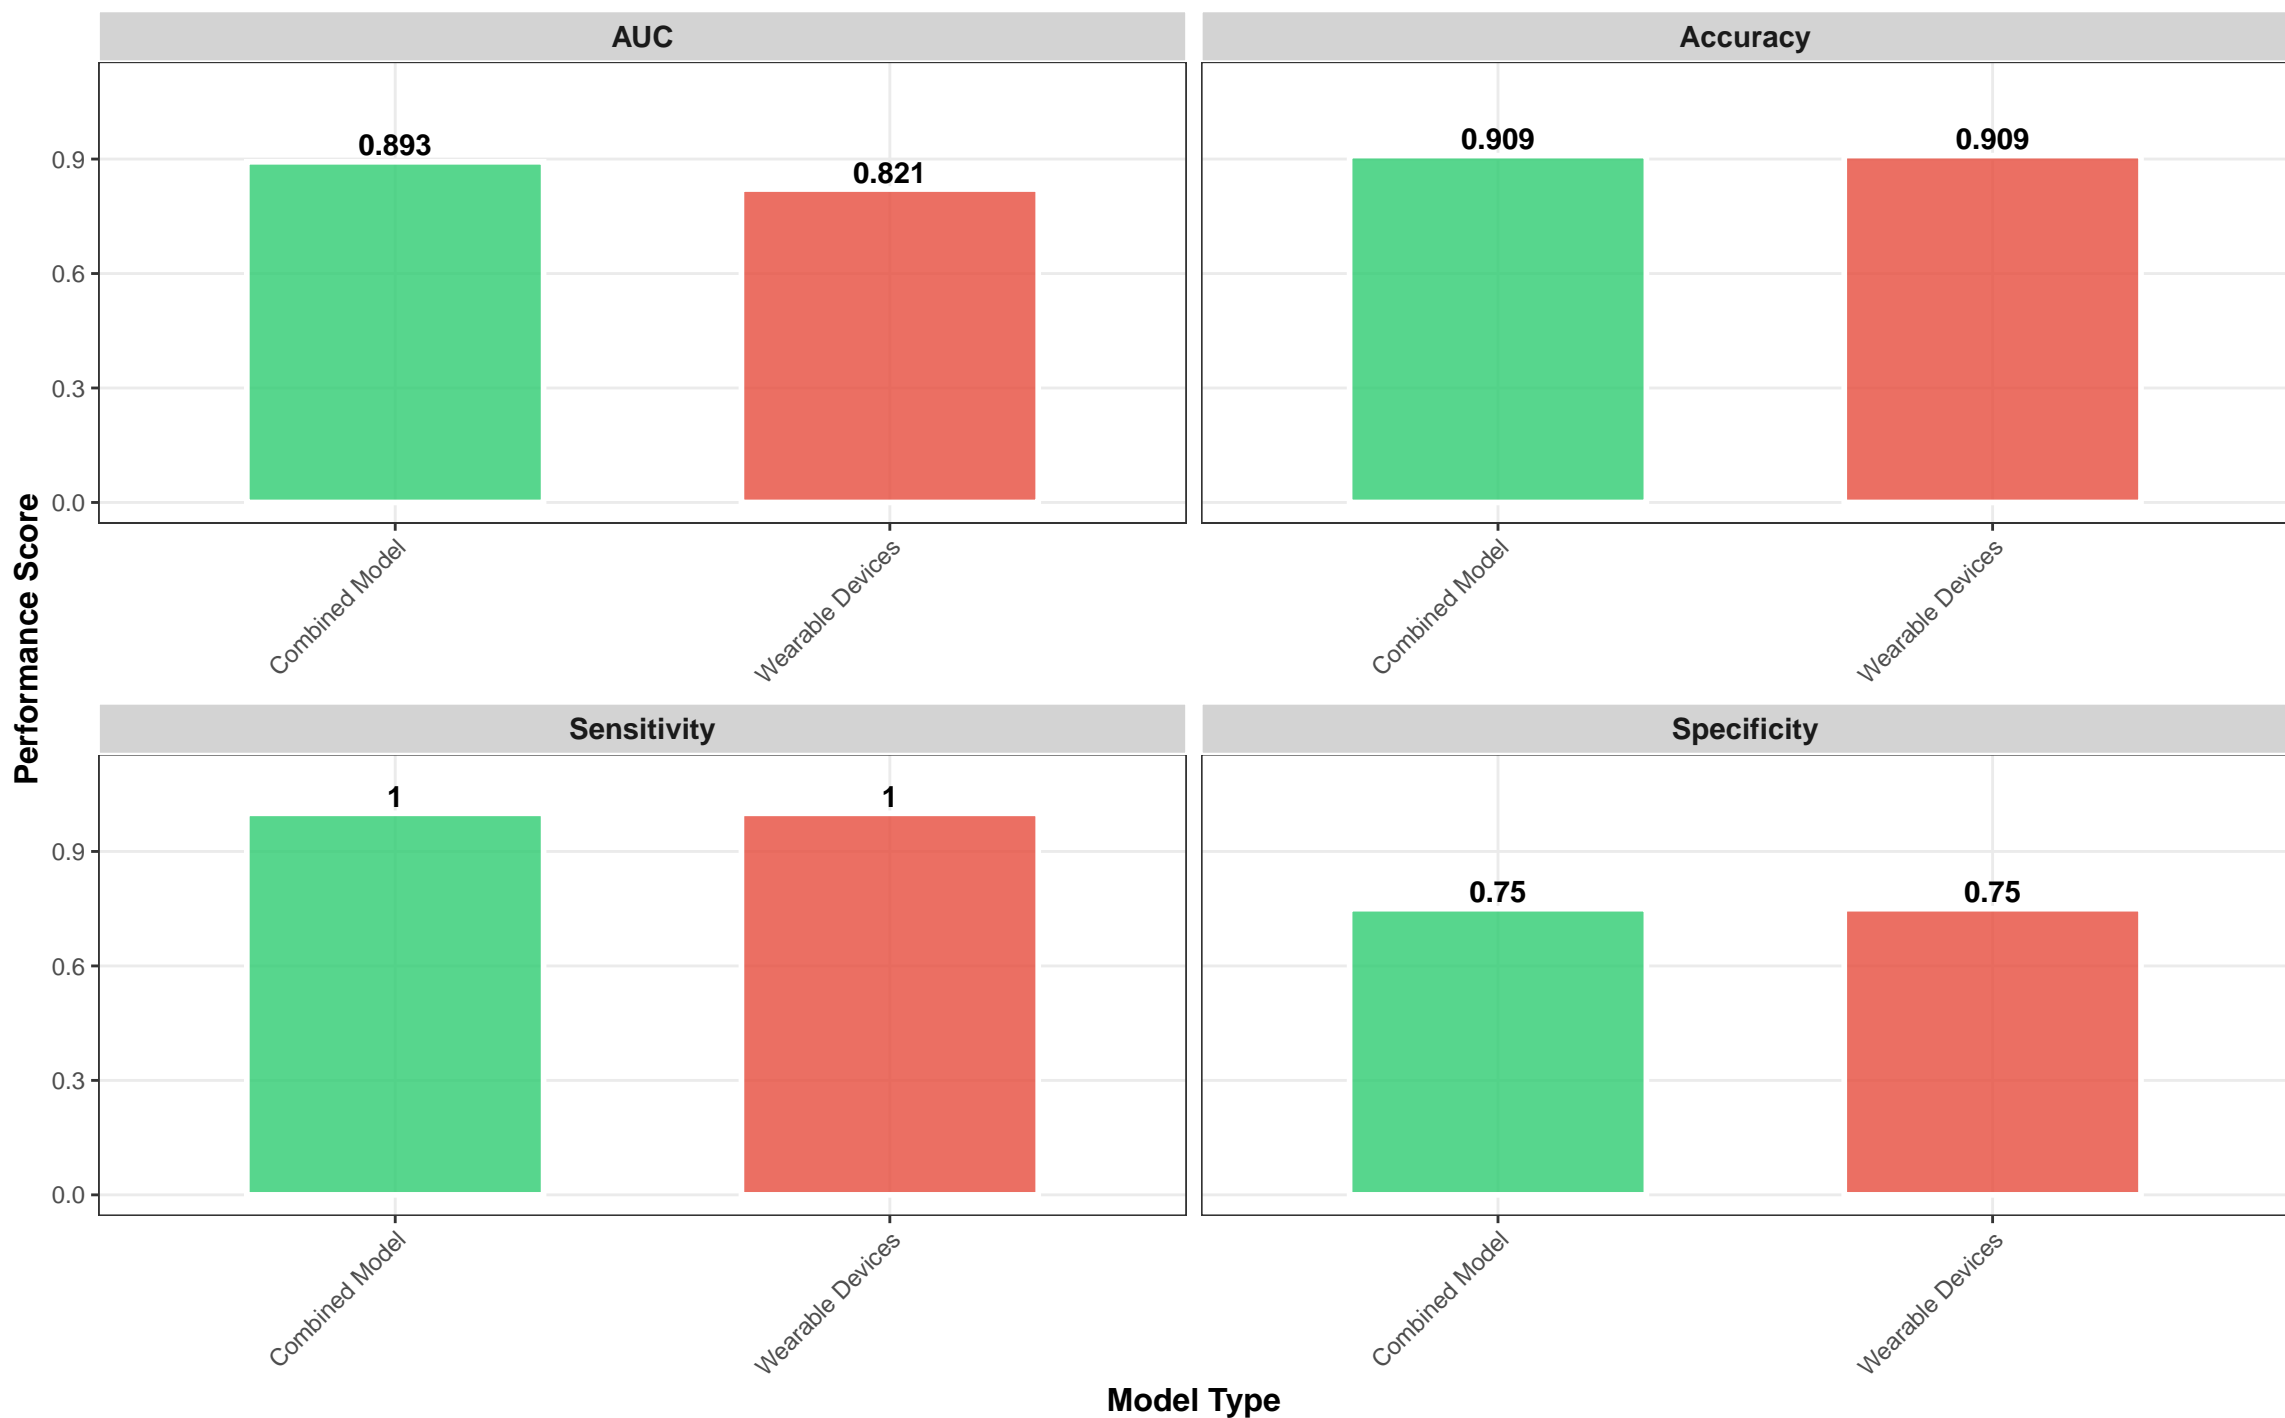 AUC
Accuracy
0.893
0.821
0.909
0.909
0.9
0.6
0.3
0.0
Combined Model
Wearable Devices
Combined Model
Wearable Devices
Performance Score
Sensitivity
Specificity
1
1
0.75
0.75
0.9
0.6
0.3
0.0
Combined Model
Wearable Devices
Combined Model
Wearable Devices
Model Type